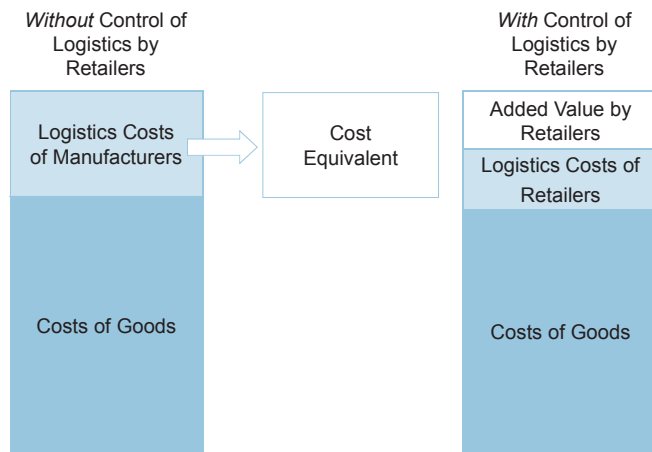 Without Control of
Logistics by
Retailers
Logistics Costs
of Manufacturers
Costs of Goods
Cost
Equivalent
With Control of
Logistics by
Retailers
Added Value by
Retailers
Logistics Costs of
Retailers
Costs of Goods